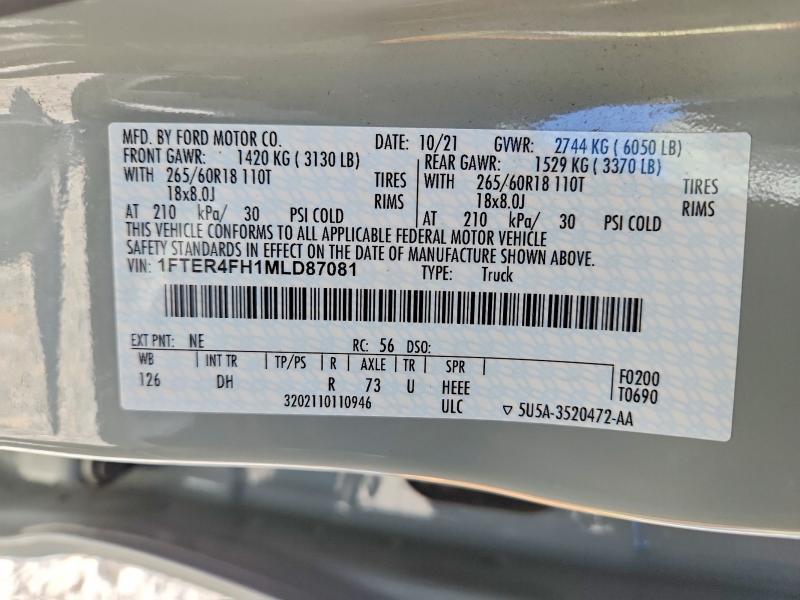 MFD. BY FORD MOTOR CO. DATE: 10/21 GVWR: 2744 KG ( 6050 LB)
FRONT GAWR: 1420 KG ( 3130 LB) REAR GAWR: 1529 KG ( 3370 LB)
WITH 265/60R18 110T TIRES WITH 265/60R18 110T TIRES
18x8.0J RIMS 18x8.0J RIMS
AT 210 kPa/ 30 PSI COLD AT 210 kPa/ 30 PSI COLD
THIS VEHICLE CONFORMS TO ALL APPLICABLE FEDERAL MOTOR VEHICLE
SAFETY STANDARDS IN EFFECT ON THE DATE OF MANUFACTURE SHOWN ABOVE.
VIN: 1FTER4FH1MLD87081 TYPE: Truck
EXT PNT: NE RC: 56 DSO:
WB INT TR TP/PS R AXLE TR SPR F0200
126 DH R 73 U HEEE T0690
3202110110946 ULC ▽ 5U5A-3520472-AA